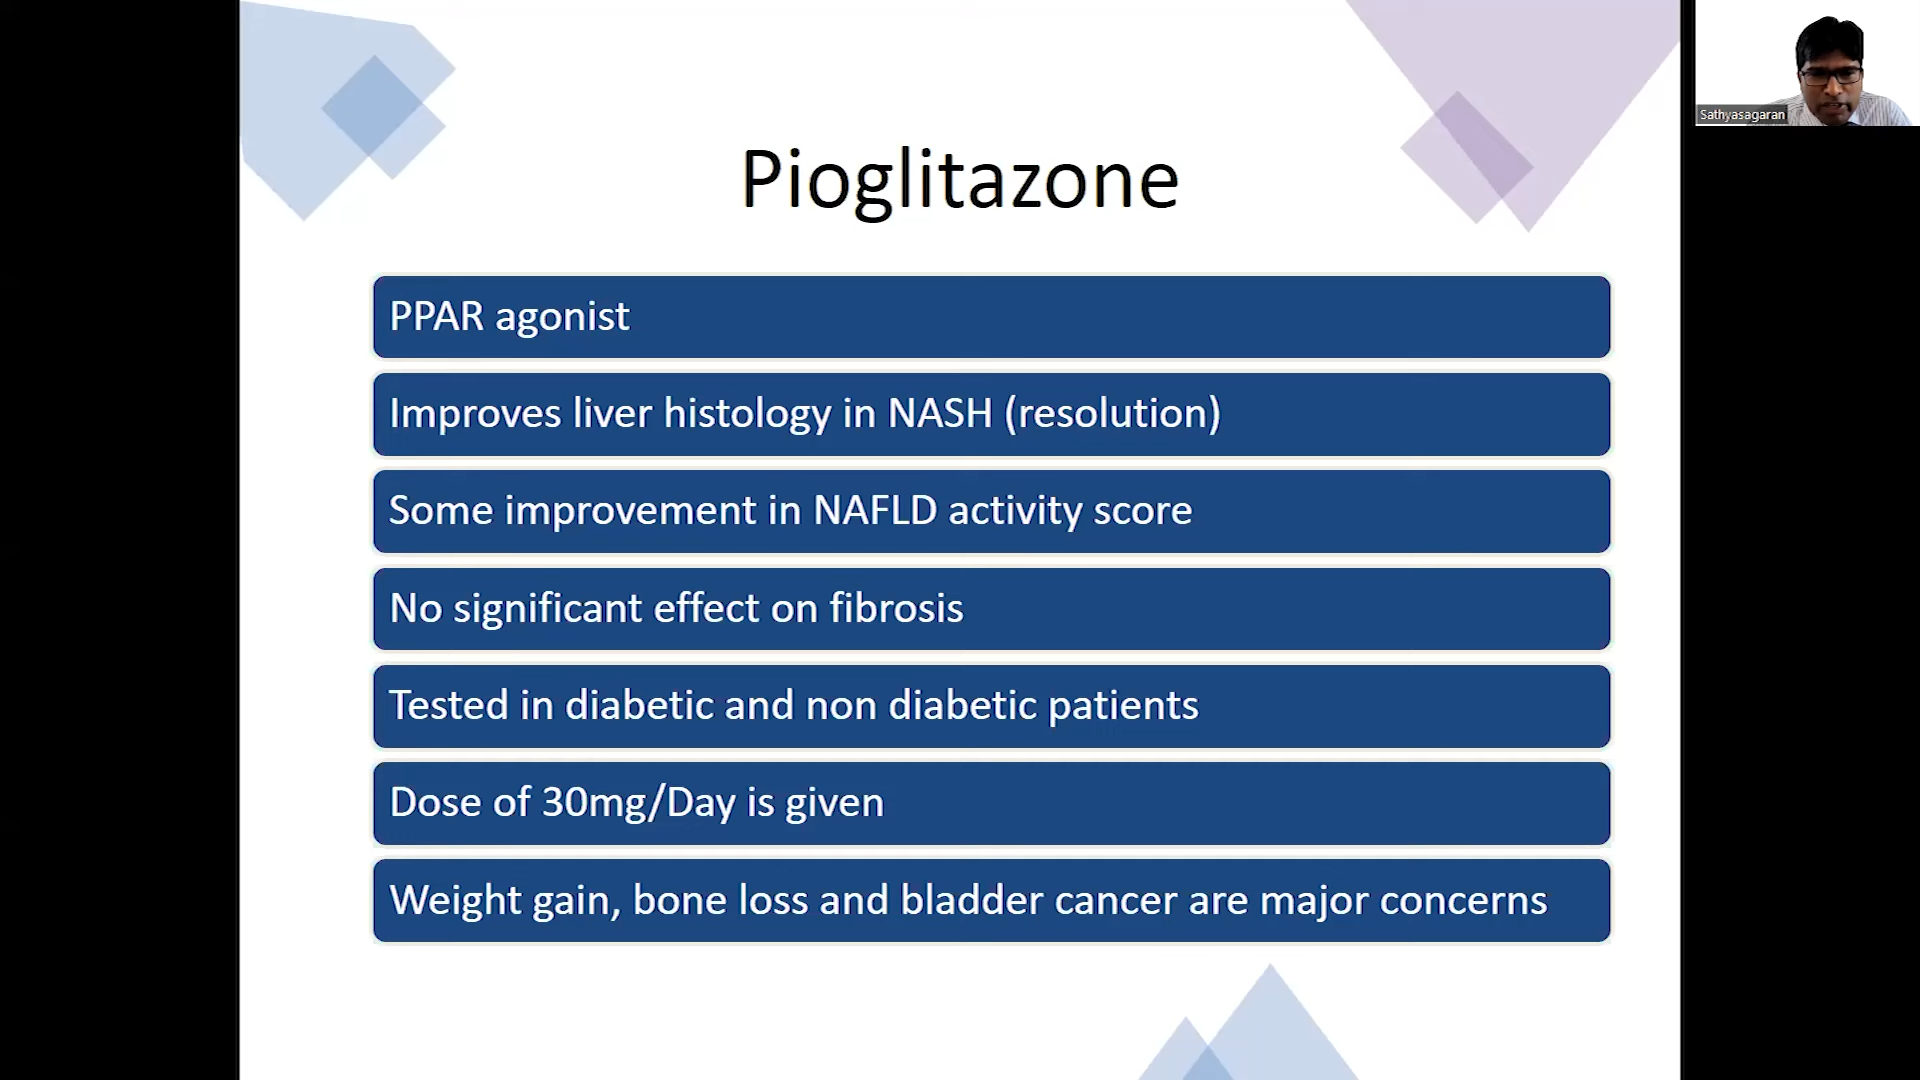 Pioglitazone
PPAR agonist
Improves liver histology in NASH (resolution)
Some improvement in NAFLD activity score
No significant effect on fibrosis
Tested in diabetic and non diabetic patients
Dose of 30mg/Day is given
Weight gain, bone loss and bladder cancer are major concerns
Sathyasagaran